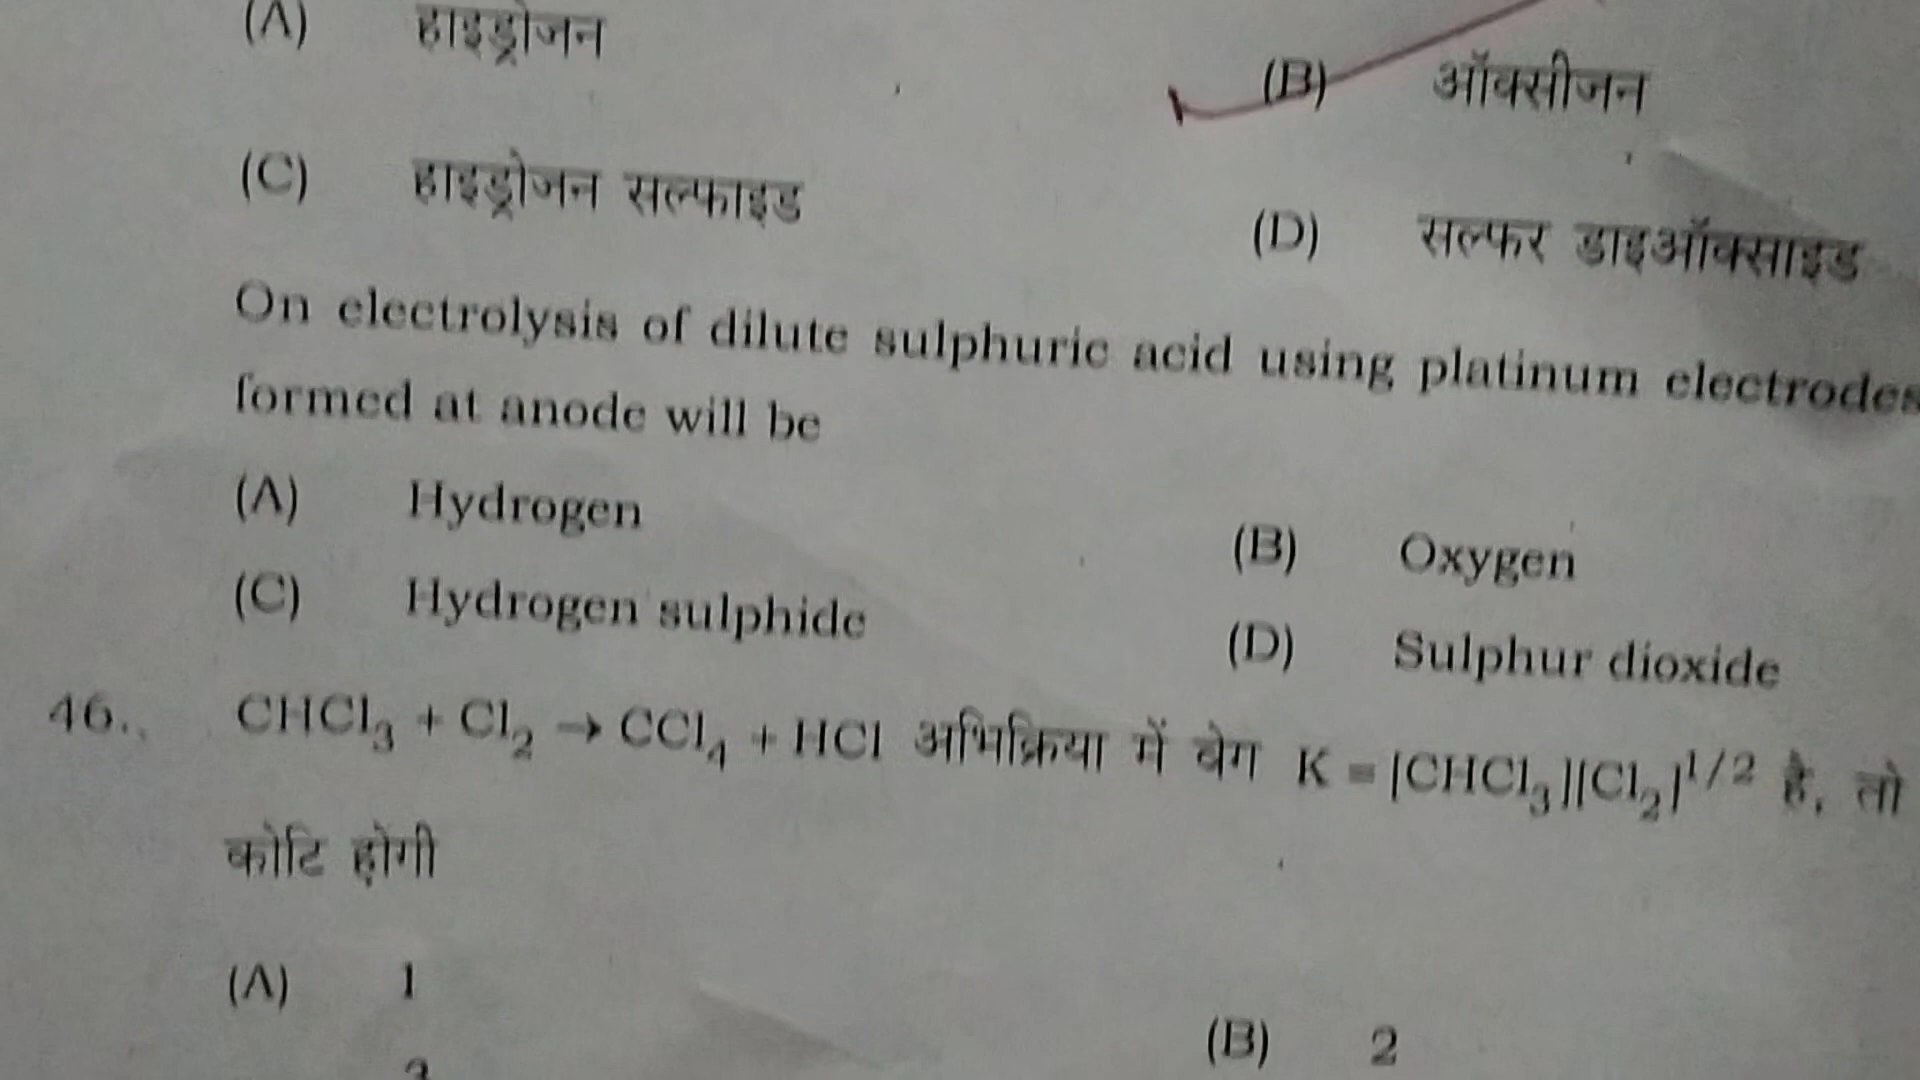 (A) हाइड्रोजन
(B) ऑक्सीजन
(C) हाइड्रोजन सल्फाइड
(D) सल्फर डाइऑक्साइड
On electrolysis of dilute sulphuric acid using platinum electrodes
formed at anode will be
(A) Hydrogen
(B) Oxygen
(C) Hydrogen sulphide
(D) Sulphur dioxide
46. CHCl₃ + Cl₂ → CCl₄ + HCl अभिक्रिया में वेग K = [CHCl₃][Cl₂]^1/2 है, तो
कोटि होगी
(A) 1
(B) 2